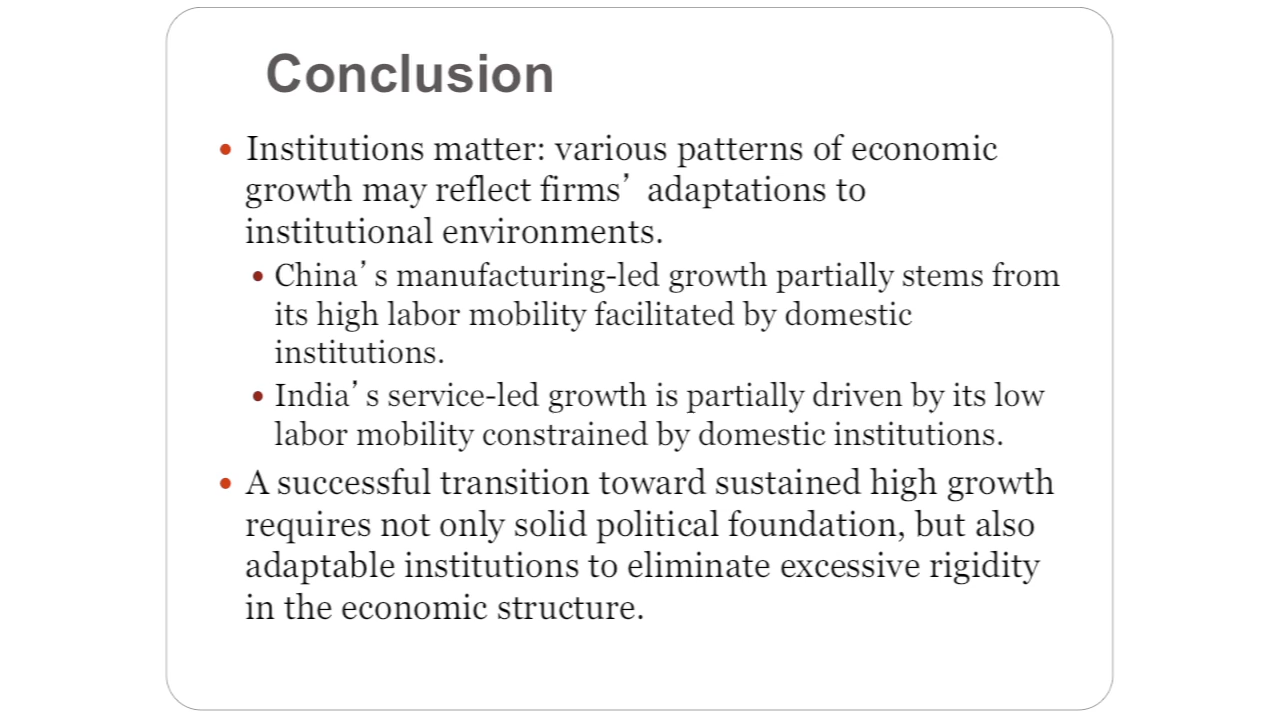 Conclusion
• Institutions matter: various patterns of economic
growth may reflect firms’ adaptations to
institutional environments.
• China’s manufacturing-led growth partially stems from
its high labor mobility facilitated by domestic
institutions.
• India’s service-led growth is partially driven by its low
labor mobility constrained by domestic institutions.
• A successful transition toward sustained high growth
requires not only solid political foundation, but also
adaptable institutions to eliminate excessive rigidity
in the economic structure.